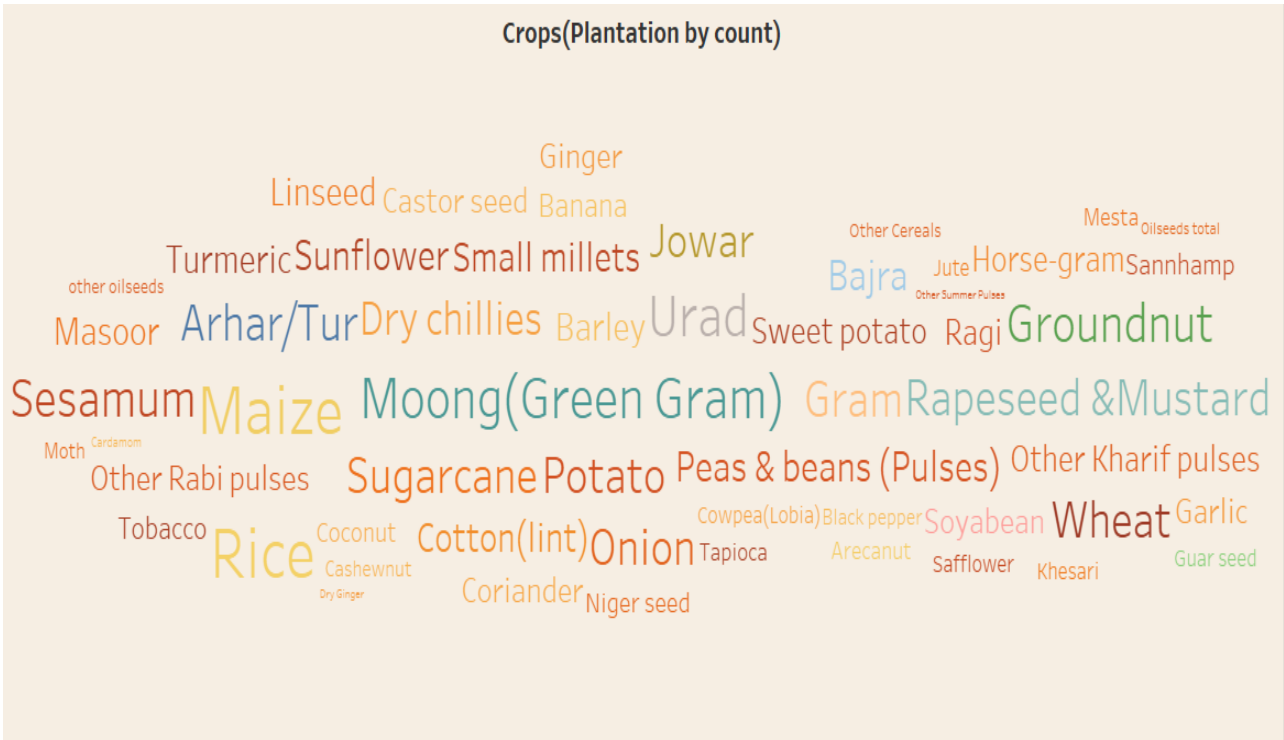 Crops(Plantation by count)
Ginger
Linseed Castor seed Banana
Mesta Oilseeds total
Turmeric Sunflower Small millets Jowar Other Cereals
other oilseeds Bajra Jute Horse-gram Sannhamp
Other Summer Pulses
Masoor Arhar/Tur Dry chillies Barley Urad Sweet potato Ragi Groundnut
Sesamum Maize Moong(Green Gram) Gram Rapeseed &Mustard
Moth Cardamom
Other Rabi pulses Sugarcane Potato Peas & beans (Pulses) Other Kharif pulses
Tobacco Rice Coconut Cotton(lint) Onion Cowpea(Lobia) Black pepper Soyabean Wheat Garlic
Cashewnut Tapioca Arecanut Safflower Khesari Guar seed
Dry Ginger Coriander Niger seed